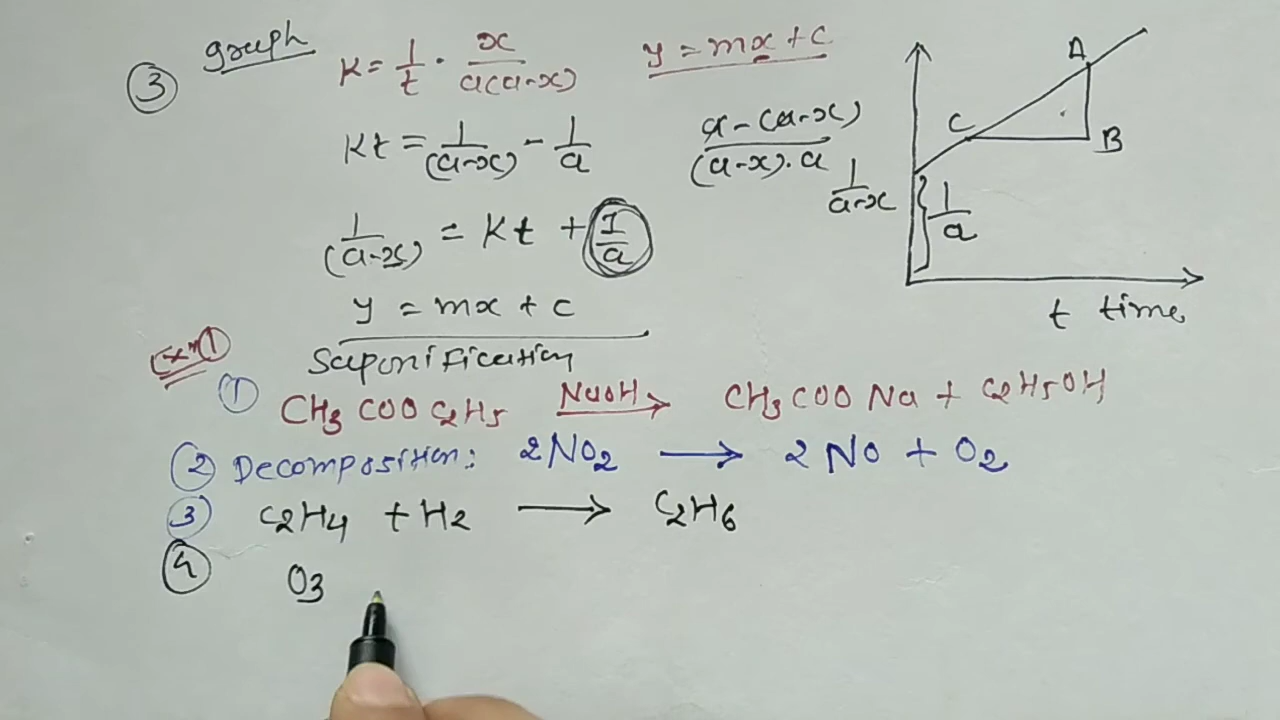 ③ graph K = 1/t · x/a(a-x) y = mx + c
Kt = 1/(a-x) - 1/a a-(a-x)/(a-x)·a
1/(a-x) = Kt + 1/a
y = mx + c
A
C
B
1/a-x
1/a
t time
Ex^n ①
Saponification
① CH3COOC2H5 NaOH→ CH3COONa + C2H5OH
② Decomposition: 2NO2 → 2NO + O2
③ C2H4 + H2 → C2H6
④ O3